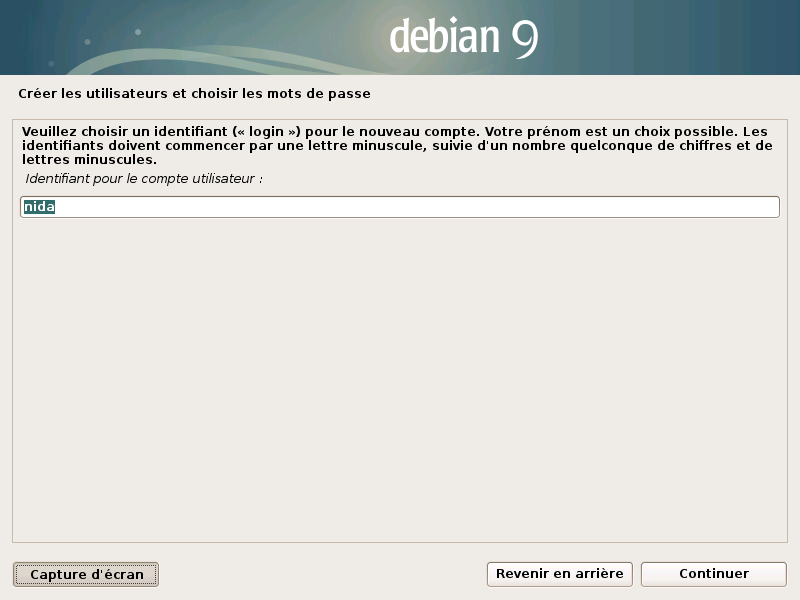 debian 9
Créer les utilisateurs et choisir les mots de passe
Veuillez choisir un identifiant (« login ») pour le nouveau compte. Votre prénom est un choix possible. Les
identifiants doivent commencer par une lettre minuscule, suivie d'un nombre quelconque de chiffres et de
lettres minuscules.
Identifiant pour le compte utilisateur :
nida
Capture d'écran
Revenir en arrière
Continuer